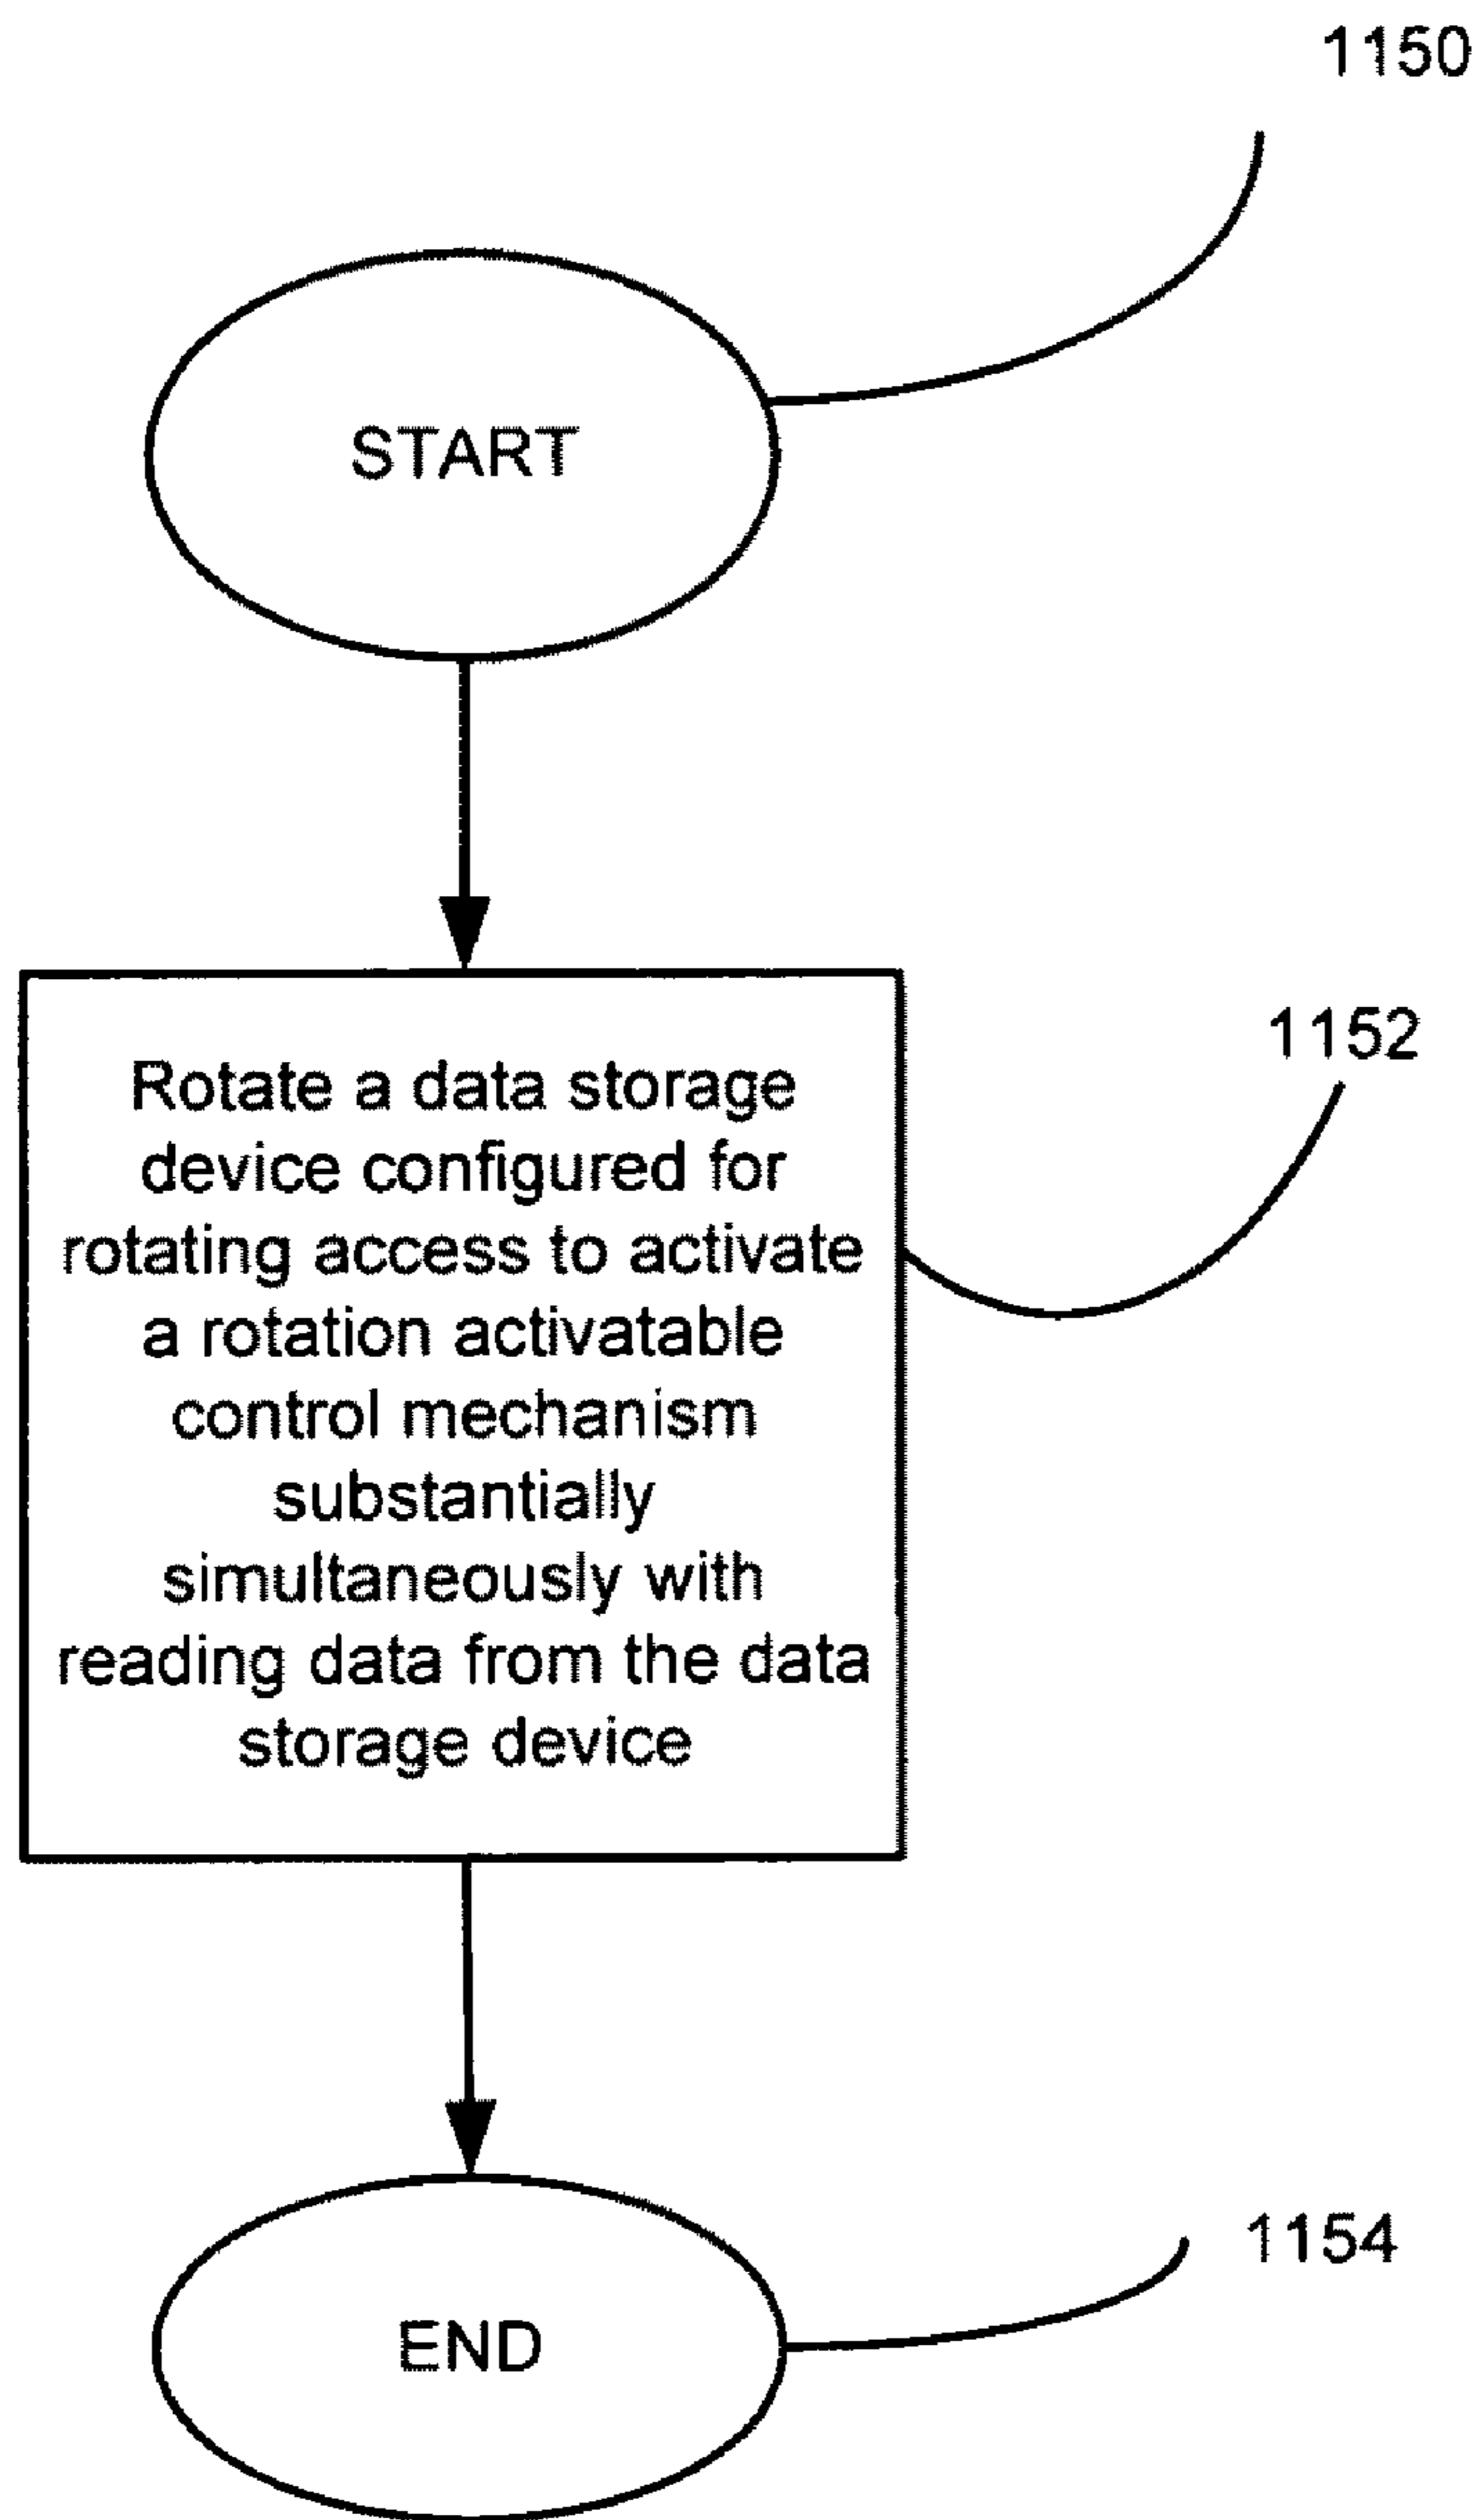 1150
START
1152
Rotate a data storage
device configured for
rotating access to activate
a rotation activatable
control mechanism
substantially
simultaneously with
reading data from the data
storage device
1154
END